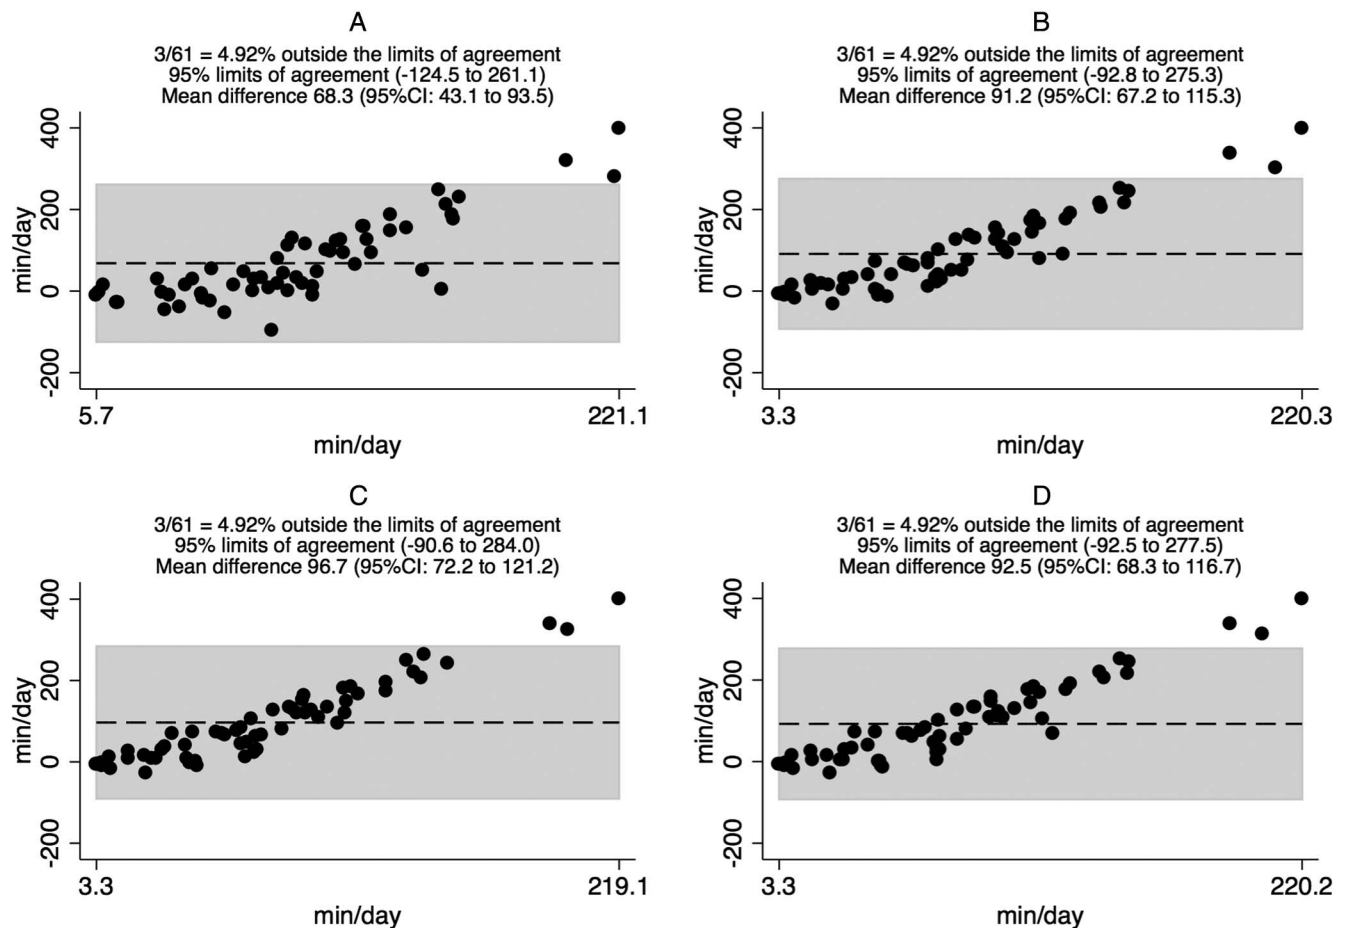 A
3/61 = 4.92% outside the limits of agreement
95% limits of agreement (-124.5 to 261.1)
Mean difference 68.3 (95%CI: 43.1 to 93.5)
400
200
0
-200
min/day
5.7
221.1
min/day
B
3/61 = 4.92% outside the limits of agreement
95% limits of agreement (-92.8 to 275.3)
Mean difference 91.2 (95%CI: 67.2 to 115.3)
400
200
0
-200
min/day
3.3
220.3
min/day
C
3/61 = 4.92% outside the limits of agreement
95% limits of agreement (-90.6 to 284.0)
Mean difference 96.7 (95%CI: 72.2 to 121.2)
400
200
0
-200
min/day
3.3
219.1
min/day
D
3/61 = 4.92% outside the limits of agreement
95% limits of agreement (-92.5 to 277.5)
Mean difference 92.5 (95%CI: 68.3 to 116.7)
400
200
0
-200
min/day
3.3
220.2
min/day